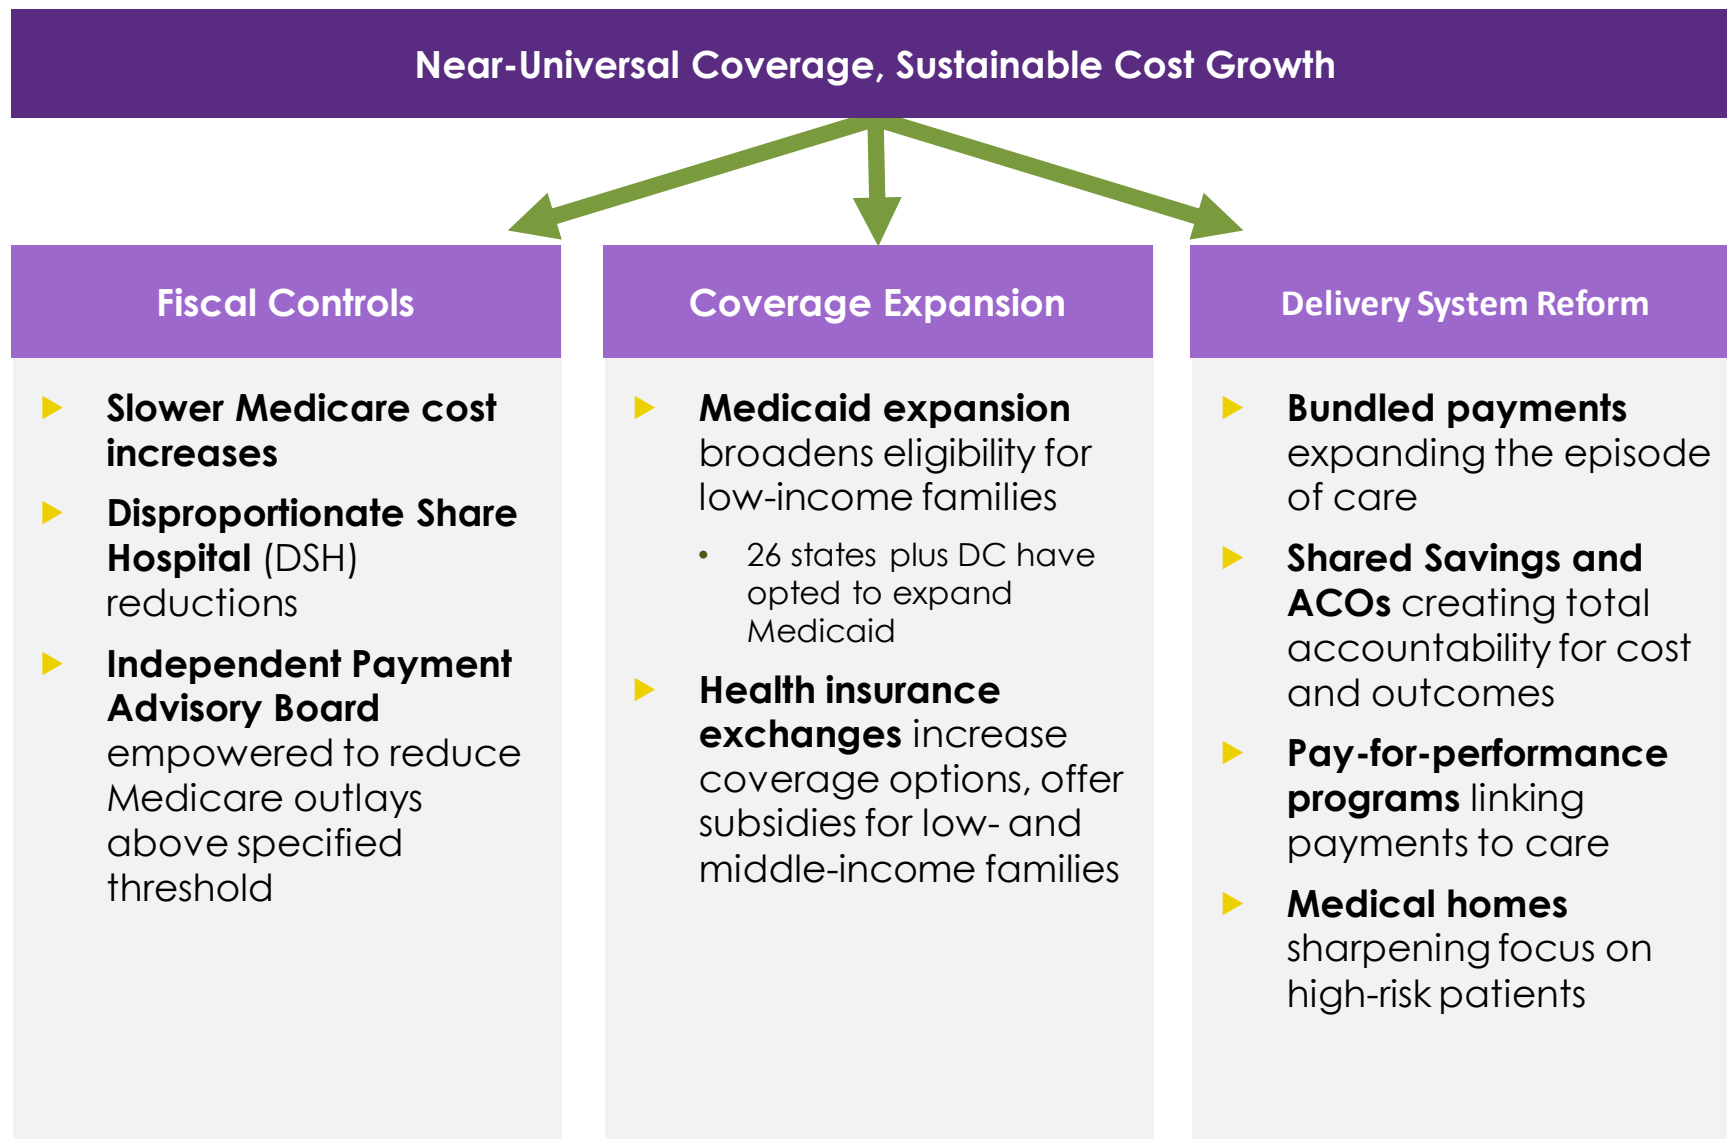 Near-Universal Coverage, Sustainable Cost Growth
Fiscal Controls
Slower Medicare cost
increases
Disproportionate Share
Hospital (DSH)
reductions
Independent Payment
Advisory Board
empowered to reduce
Medicare outlays
above specified
threshold
Coverage Expansion
Medicaid expansion
broadens eligibility for
low-income families
• 26 states plus DC have
opted to expand
Medicaid
Health insurance
exchanges increase
coverage options, offer
subsidies for low- and
middle-income families
Delivery System Reform
Bundled payments
expanding the episode
of care
Shared Savings and
ACOs creating total
accountability for cost
and outcomes
Pay-for-performance
programs linking
payments to care
Medical homes
sharpening focus on
high-risk patients